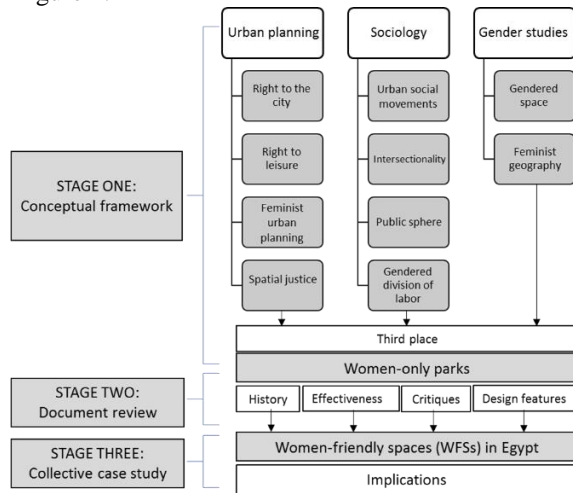 Urban planning
Sociology
Gender studies
Right to the
city
Urban social
movements
Gendered
space
Right to
leisure
Intersectionality
Feminist
geography
STAGE ONE:
Conceptual framework
Feminist
urban
planning
Public sphere
Spatial justice
Gendered
division of
labor
Third place
Women-only parks
STAGE TWO:
Document review
History
Effectiveness
Critiques
Design features
STAGE THREE:
Collective case study
Women-friendly spaces (WFSs) in Egypt
Implications